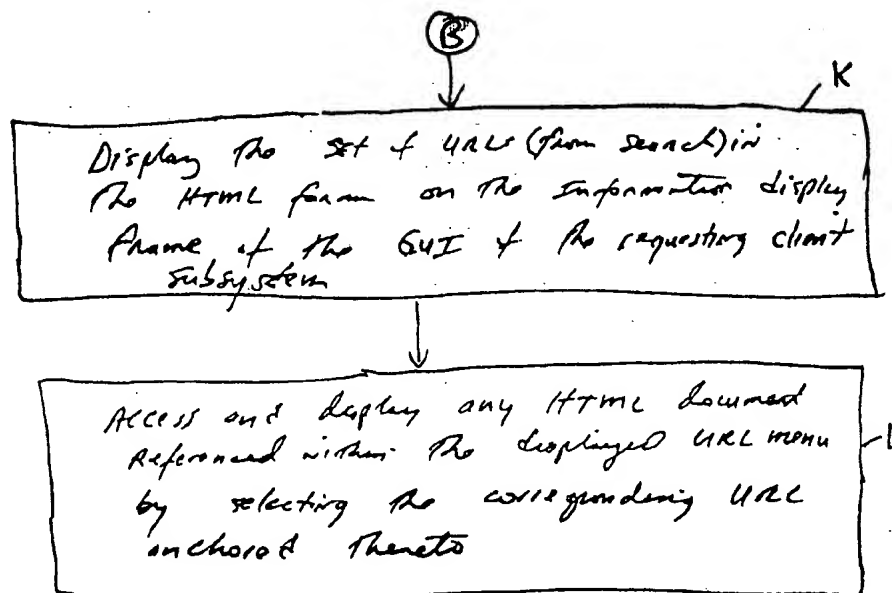 B
K
Display the set of URLs (from search) in
the HTML form on the Information display
frame of the GUI of the requesting client
subsystem
Access and display any HTML document
Referenced within the displayed URL menu
by selecting the corresponding URL
anchored thereto
L